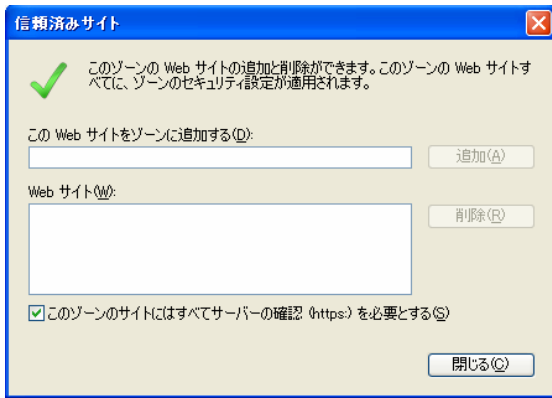 信頼済みサイト
このゾーンの Web サイトの追加と削除ができます。このゾーンの Web サイトす
べてに、ゾーンのセキュリティ設定が適用されます。
この Web サイトをゾーンに追加する(D):
追加(A)
Web サイト(W):
削除(R)
このゾーンのサイトにはすべてサーバーの確認 (https:) を必要とする(S)
閉じる(C)